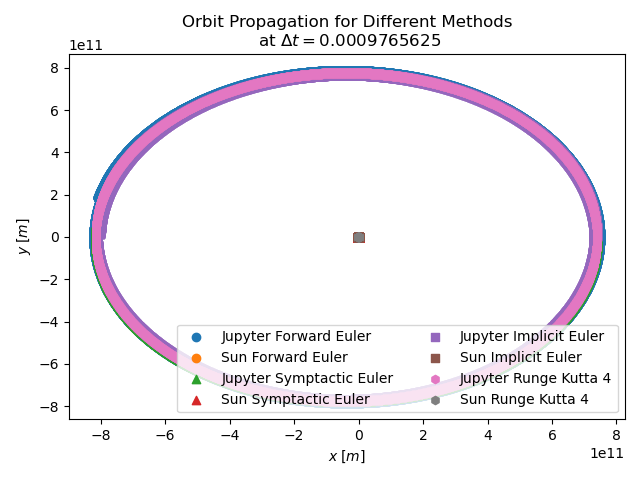 Orbit Propagation for Different Methods
at Δt = 0.0009765625
1e11
8
6
4
2
0
−2
−4
−6
−8
y [m]
Jupyter Forward Euler
Sun Forward Euler
Jupyter Symptactic Euler
Sun Symptactic Euler
Jupyter Implicit Euler
Sun Implicit Euler
Jupyter Runge Kutta 4
Sun Runge Kutta 4
−8 −6 −4 −2 0 2 4 6 8
x [m]
1e11